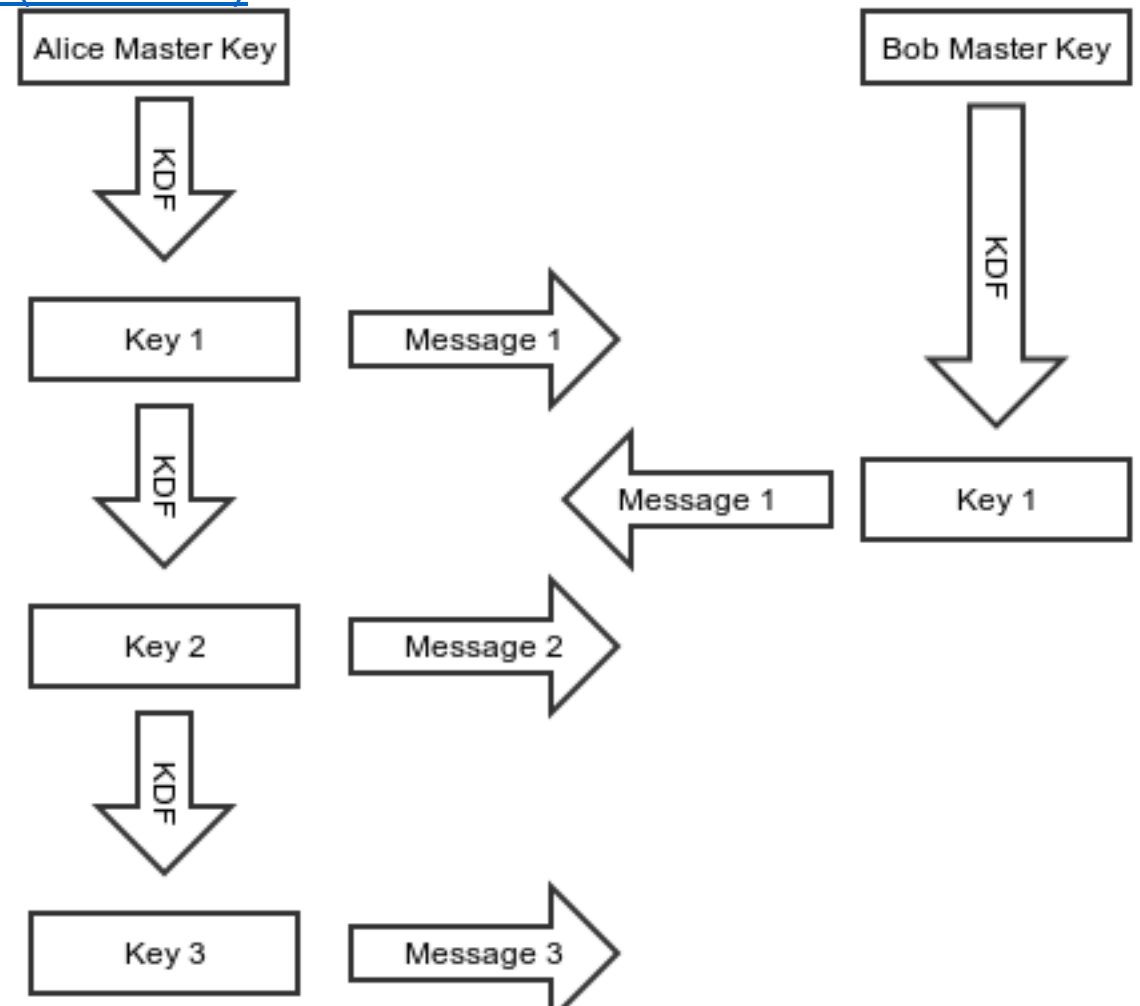 Alice Master Key
Bob Master Key
KDF
KDF
Key 1
Message 1
KDF
Message 1
Key 1
Key 2
Message 2
KDF
Key 3
Message 3